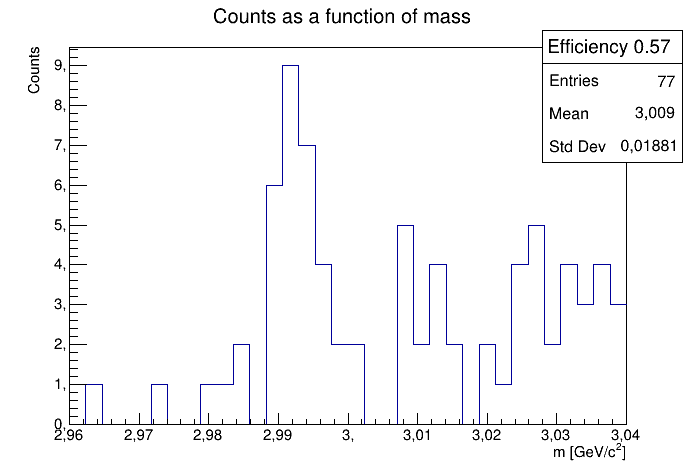 Counts as a function of mass
Counts
Efficiency 0.57
Entries 77
Mean 3,009
Std Dev 0,01881
9,
8,
7,
6,
5,
4,
3,
2,
1,
0,
2,96 2,97 2,98 2,99 3, 3,01 3,02 3,03 3,04
m [GeV/c²]